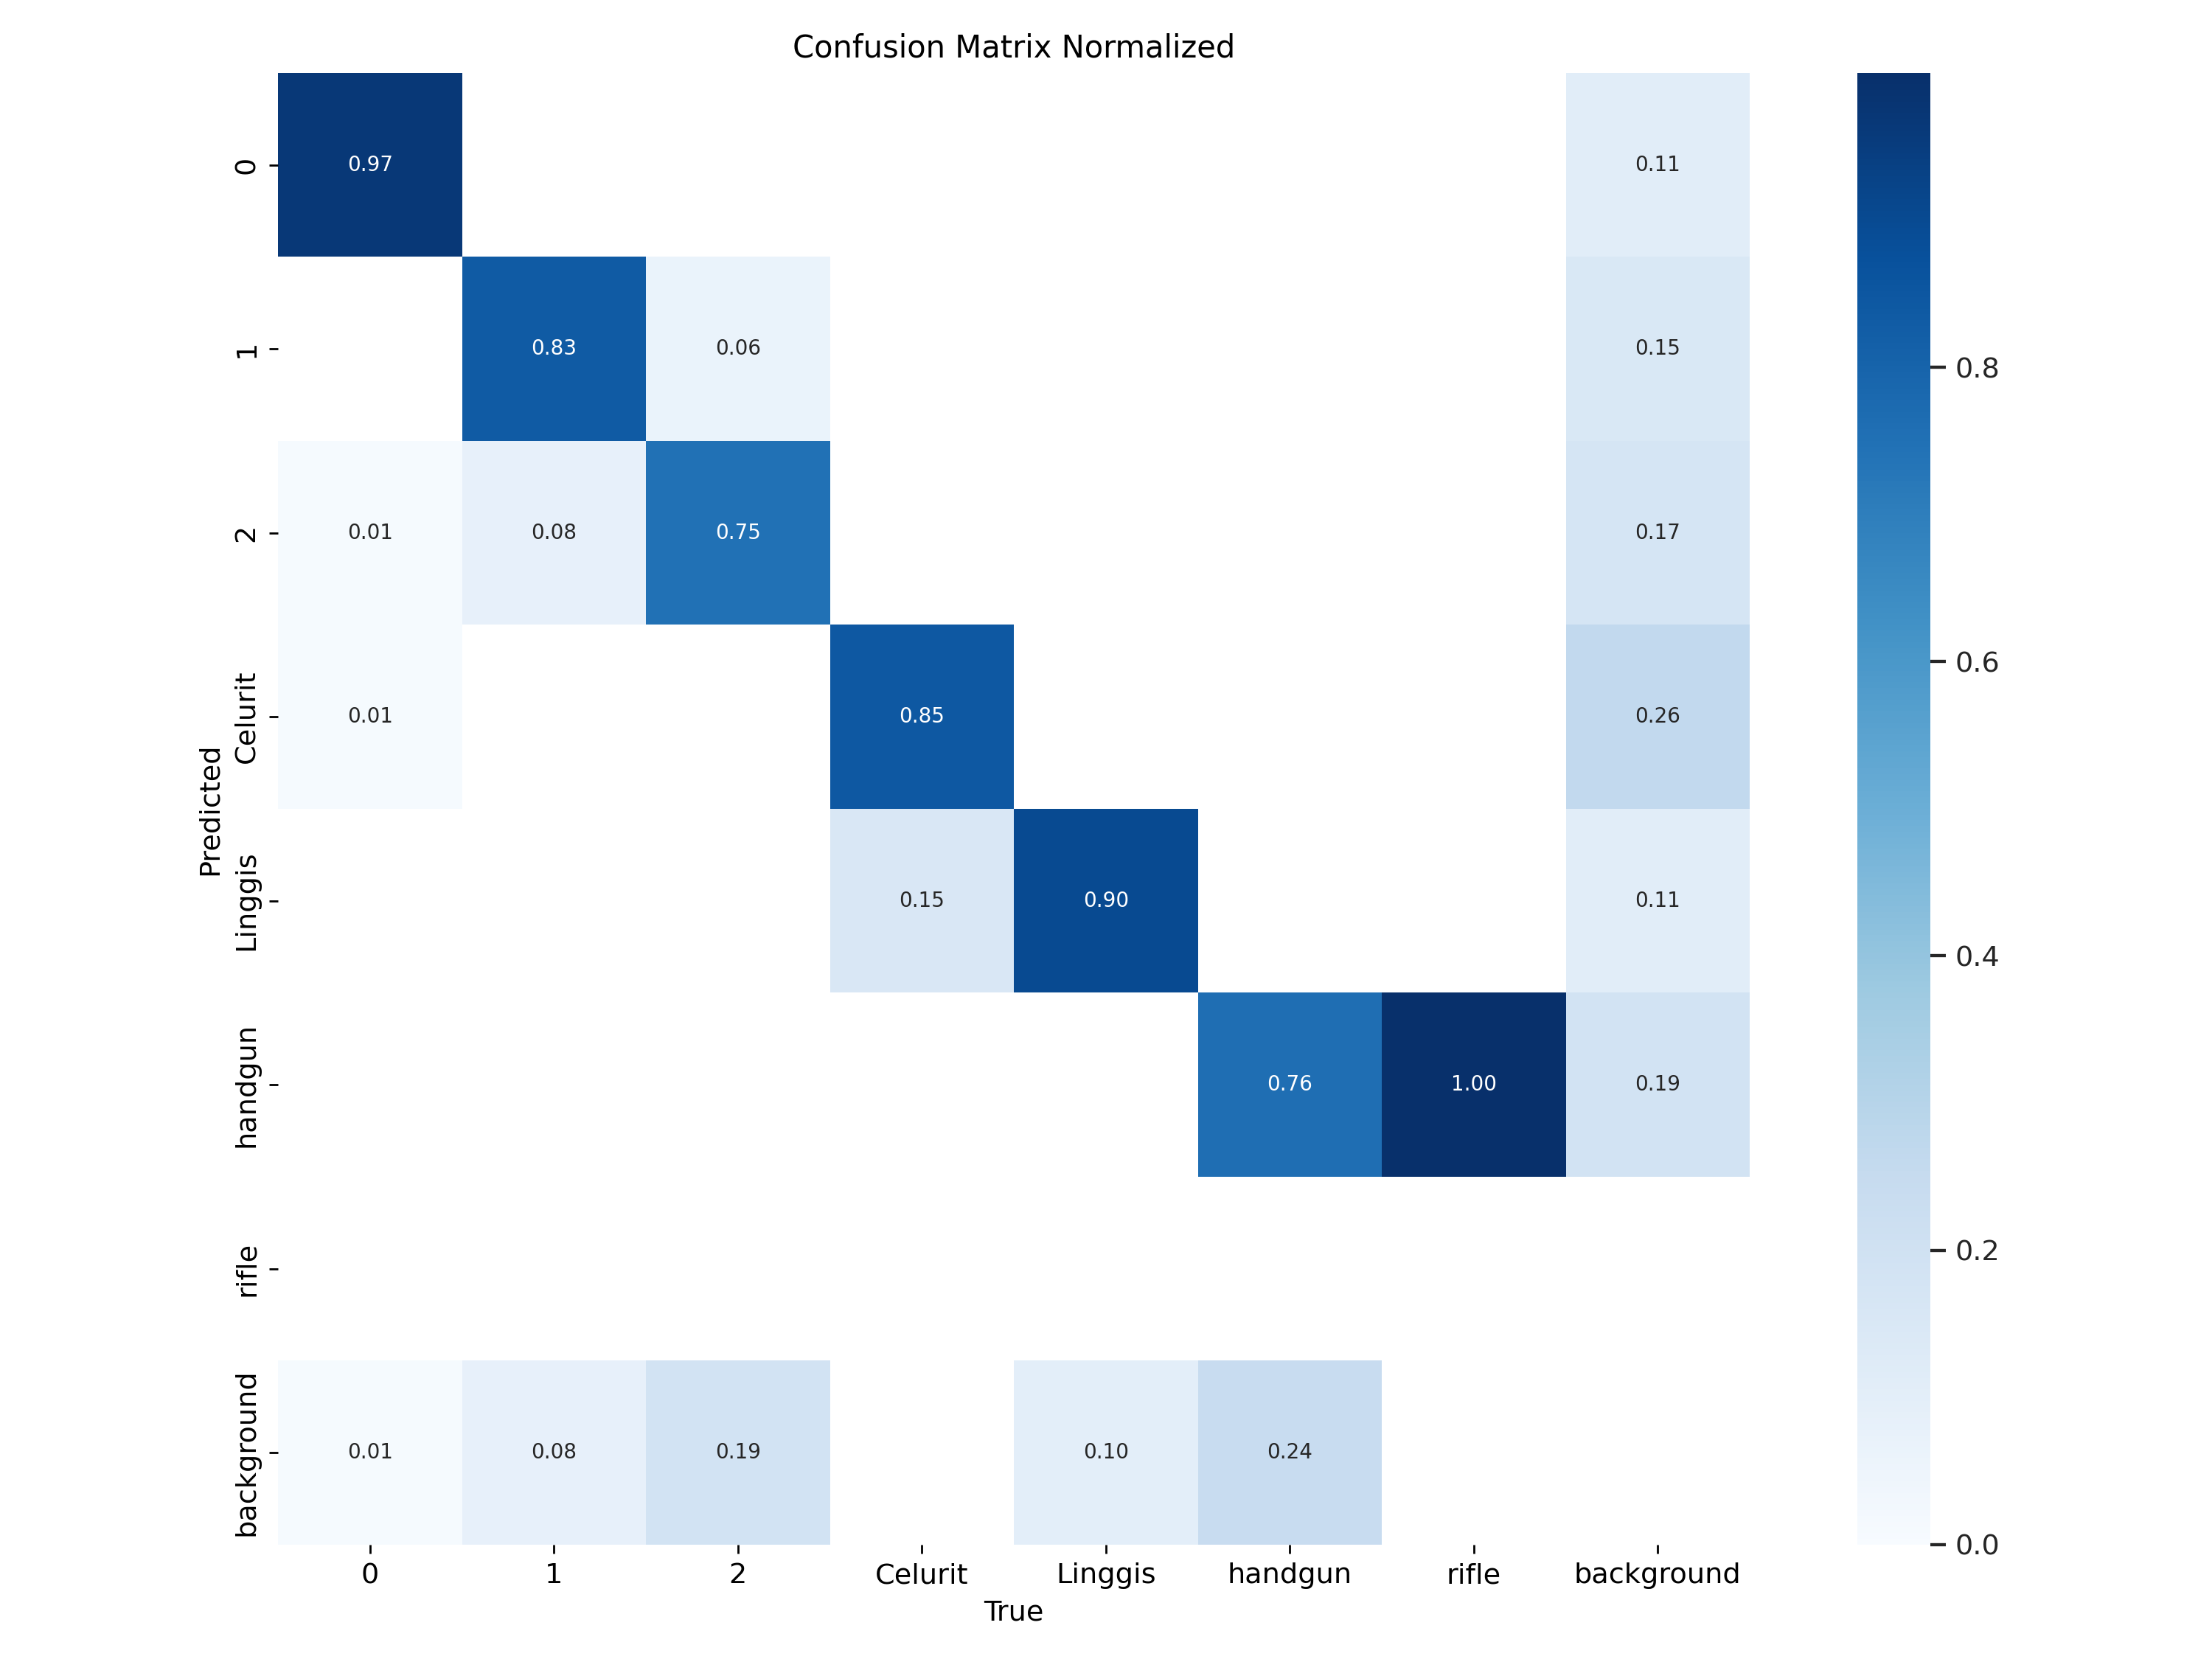 Confusion Matrix Normalized
0
0.97
0.11
1
0.83
0.06
0.15
2
0.01
0.08
0.75
0.17
Celurit
0.01
0.85
0.26
Linggis
0.15
0.90
0.11
handgun
0.76
1.00
0.19
rifle
background
0.01
0.08
0.19
0.10
0.24
Predicted
0
1
2
Celurit
Linggis
handgun
rifle
background
True
0.8
0.6
0.4
0.2
0.0